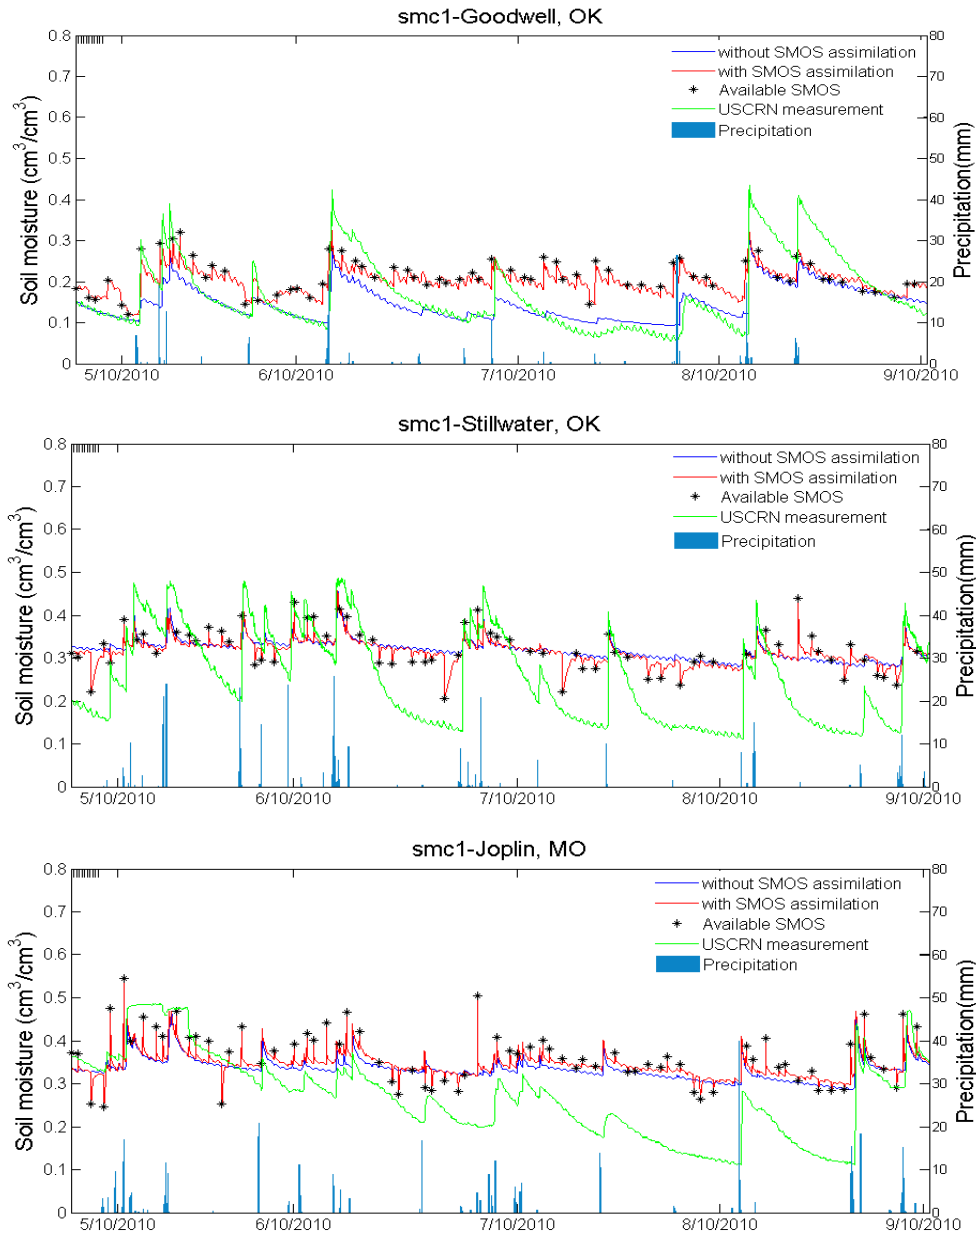 smc1-Goodwell, OK
without SMOS assimilation
with SMOS assimilation
Available SMOS
USCRN measurement
Precipitation
Soil moisture (cm³/cm³)
Precipitation(mm)
0.8
0.7
0.6
0.5
0.4
0.3
0.2
0.1
0
80
70
60
50
40
30
20
10
0
5/10/2010 6/10/2010 7/10/2010 8/10/2010 9/10/2010
smc1-Stillwater, OK
without SMOS assimilation
with SMOS assimilation
Available SMOS
USCRN measurement
Precipitation
Soil moisture (cm³/cm³)
Precipitation(mm)
0.8
0.7
0.6
0.5
0.4
0.3
0.2
0.1
0
80
70
60
50
40
30
20
10
0
5/10/2010 6/10/2010 7/10/2010 8/10/2010 9/10/2010
smc1-Joplin, MO
without SMOS assimilation
with SMOS assimilation
Available SMOS
USCRN measurement
Precipitation
Soil moisture (cm³/cm³)
Precipitation(mm)
0.8
0.7
0.6
0.5
0.4
0.3
0.2
0.1
0
80
70
60
50
40
30
20
10
0
5/10/2010 6/10/2010 7/10/2010 8/10/2010 9/10/2010